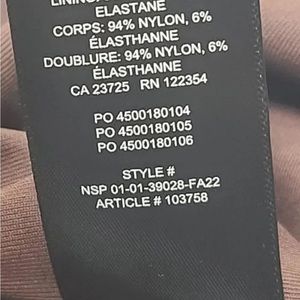 ELASTANE
CORPS: 94% NYLON, 6%
ÉLASTHANNE
DOUBLURE: 94% NYLON, 6%
ÉLASTHANNE
CA 23725 RN 122354
PO 4500180104
PO 4500180105
PO 4500180106
STYLE #
NSP 01-01-39028-FA22
ARTICLE # 103758